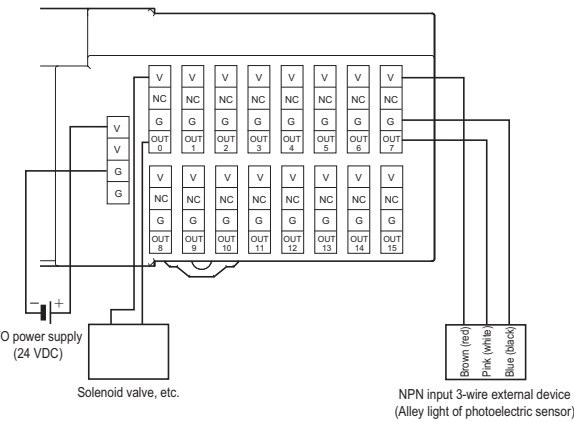 V V V V V V V V
NC NC NC NC NC NC NC NC
G G G G G G G G
OUT 0 OUT 1 OUT 2 OUT 3 OUT 4 OUT 5 OUT 6 OUT 7
V
V
G
G
V V V V V V V V
NC NC NC NC NC NC NC NC
G G G G G G G G
OUT 8 OUT 9 OUT 10 OUT 11 OUT 12 OUT 13 OUT 14 OUT 15
− +
/O power supply
(24 VDC)
Solenoid valve, etc.
Brown (red)
Pink (white)
Blue (black)
NPN input 3-wire external device
(Alley light of photoelectric sensor)